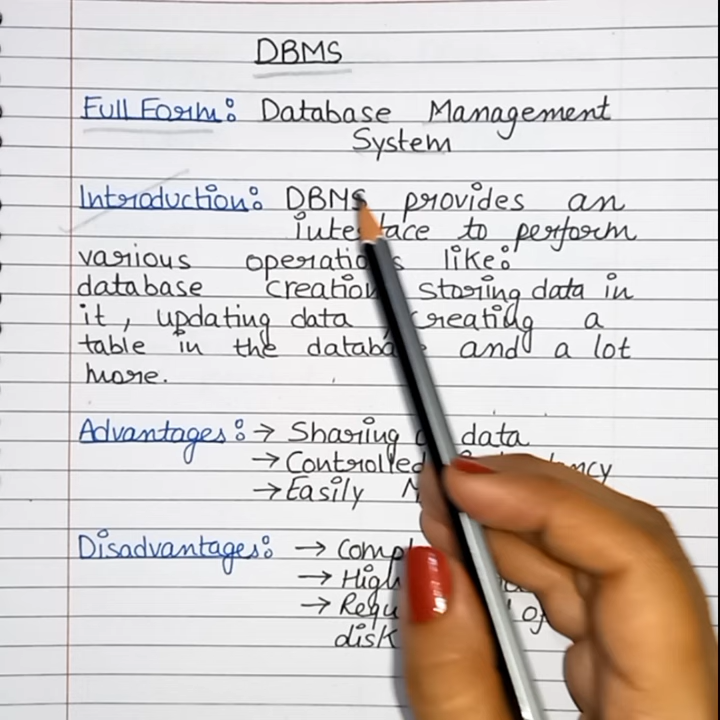 DBMS
Full Form: Database Management
System
Introduction: DBMS provides an
interface to perform
various operations like:
database creation storing data in
it, updating data, creating a
table in the database and a lot
more.
Advantages: → Sharing data
→ Controlled
→ Easily
Disadvantages: →
→ High
→ of
disk